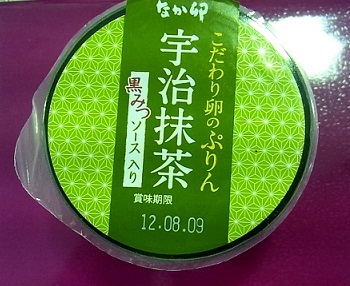 なか卯
こだわり卵のぷりん
宇治抹茶
黒みつソース入り
賞味期限
12.08.09